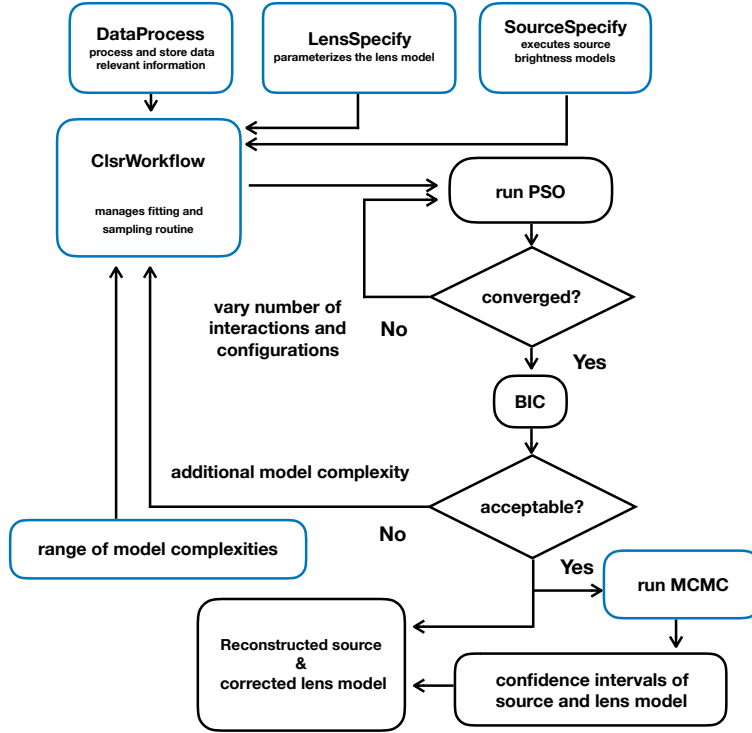 DataProcess
process and store data
relevant information
LensSpecify
parameterizes the lens model
SourceSpecify
executes source
brightness models
ClsrWorkflow
manages fitting and
sampling routine
run PSO
converged?
vary number of
interactions and
configurations
No
Yes
BIC
additional model complexity
acceptable?
No
range of model complexities
Yes
run MCMC
Reconstructed source
&
corrected lens model
confidence intervals of
source and lens model